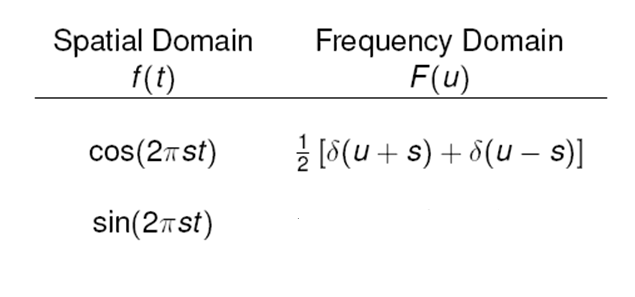 Spatial Domain Frequency Domain
f(t) F(u)
cos(2πst) ½ [δ(u + s) + δ(u − s)]
sin(2πst)